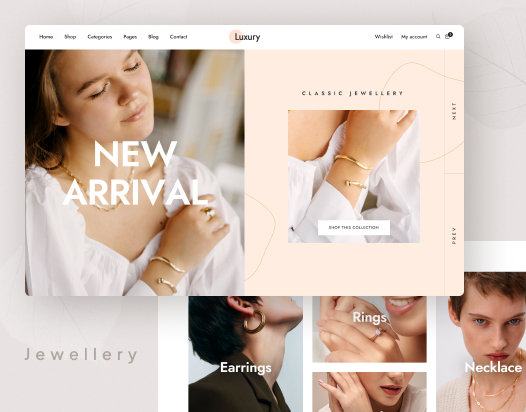 Home Shop Categories Pages Blog Contact
Luxury
Wishlist My account
CLASSIC JEWELLERY
NEW
ARRIVAL
NEXT
PREV
SHOP THIS COLLECTION
Jewellery
Earrings
Rings
Necklace